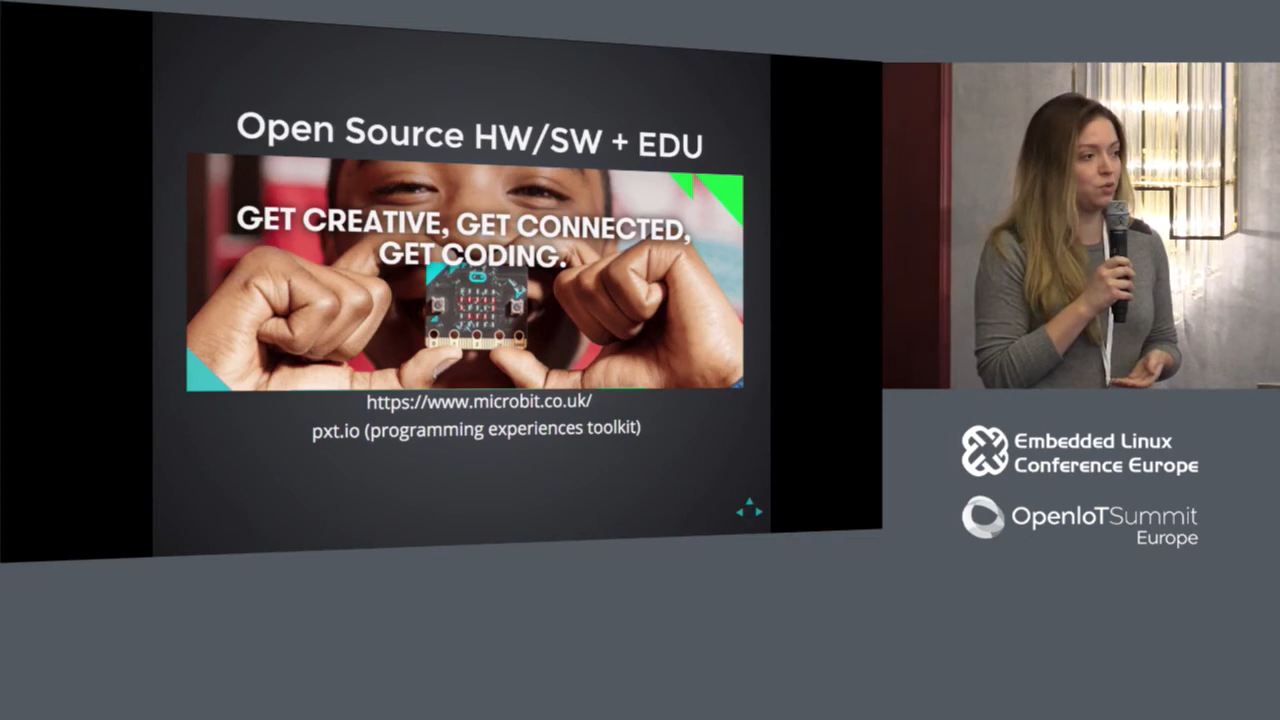 Open Source HW/SW + EDU
GET CREATIVE, GET CONNECTED,
GET CODING.
https://www.microbit.co.uk/
pxt.io (programming experiences toolkit)
Embedded Linux
Conference Europe
OpenIoTSummit
Europe